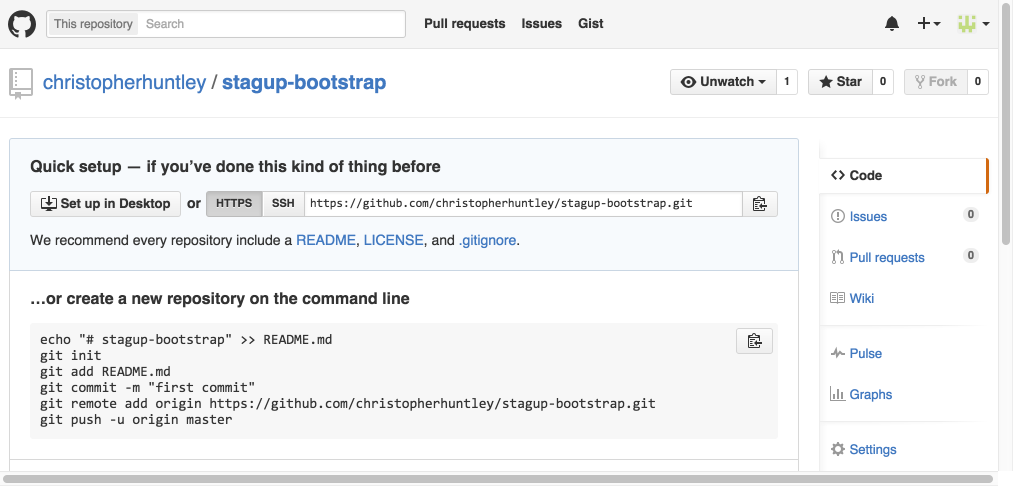 This repository Search Pull requests Issues Gist
christopherhuntley / stagup-bootstrap Unwatch 1 Star 0 Fork 0
Quick setup — if you’ve done this kind of thing before
Set up in Desktop or HTTPS SSH https://github.com/christopherhuntley/stagup-bootstrap.git
We recommend every repository include a README, LICENSE, and .gitignore.
…or create a new repository on the command line
echo "# stagup-bootstrap" >> README.md
git init
git add README.md
git commit -m "first commit"
git remote add origin https://github.com/christopherhuntley/stagup-bootstrap.git
git push -u origin master
Code
Issues 0
Pull requests 0
Wiki
Pulse
Graphs
Settings